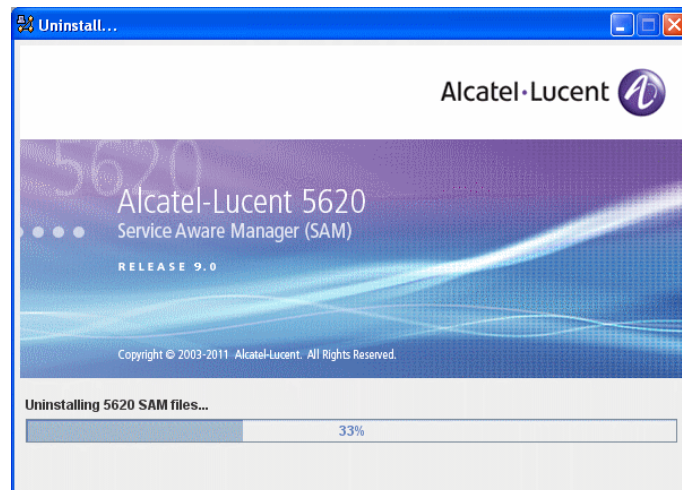 Uninstall...
Alcatel·Lucent
5620
Alcatel-Lucent 5620
Service Aware Manager (SAM)
RELEASE 9.0
Copyright © 2003-2011 Alcatel-Lucent. All Rights Reserved.
Uninstalling 5620 SAM files...
33%